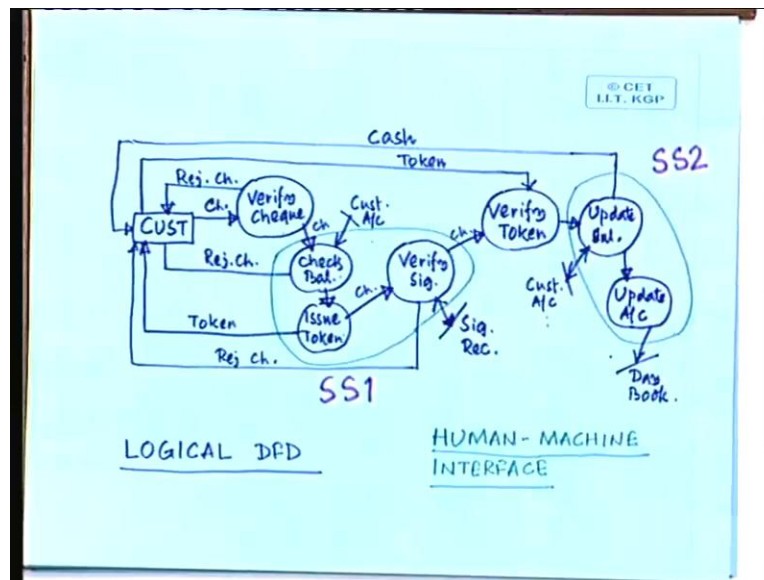 © CET
I.I.T. KGP
Cash
Token
SS2
Rej. Ch.
Ch.
Verify
Cheque
Cust.
A/c
CUST
Ch
Verify
Token
Update
Bal.
Rej. Ch.
Check
Bal.
Verify
Sig.
Ch.
Ch.
Cust.
A/c
Update
A/c
Token
Issue
Token
Sig.
Rec.
Rej Ch.
SS1
Day
Book.
LOGICAL DFD
HUMAN-MACHINE
INTERFACE